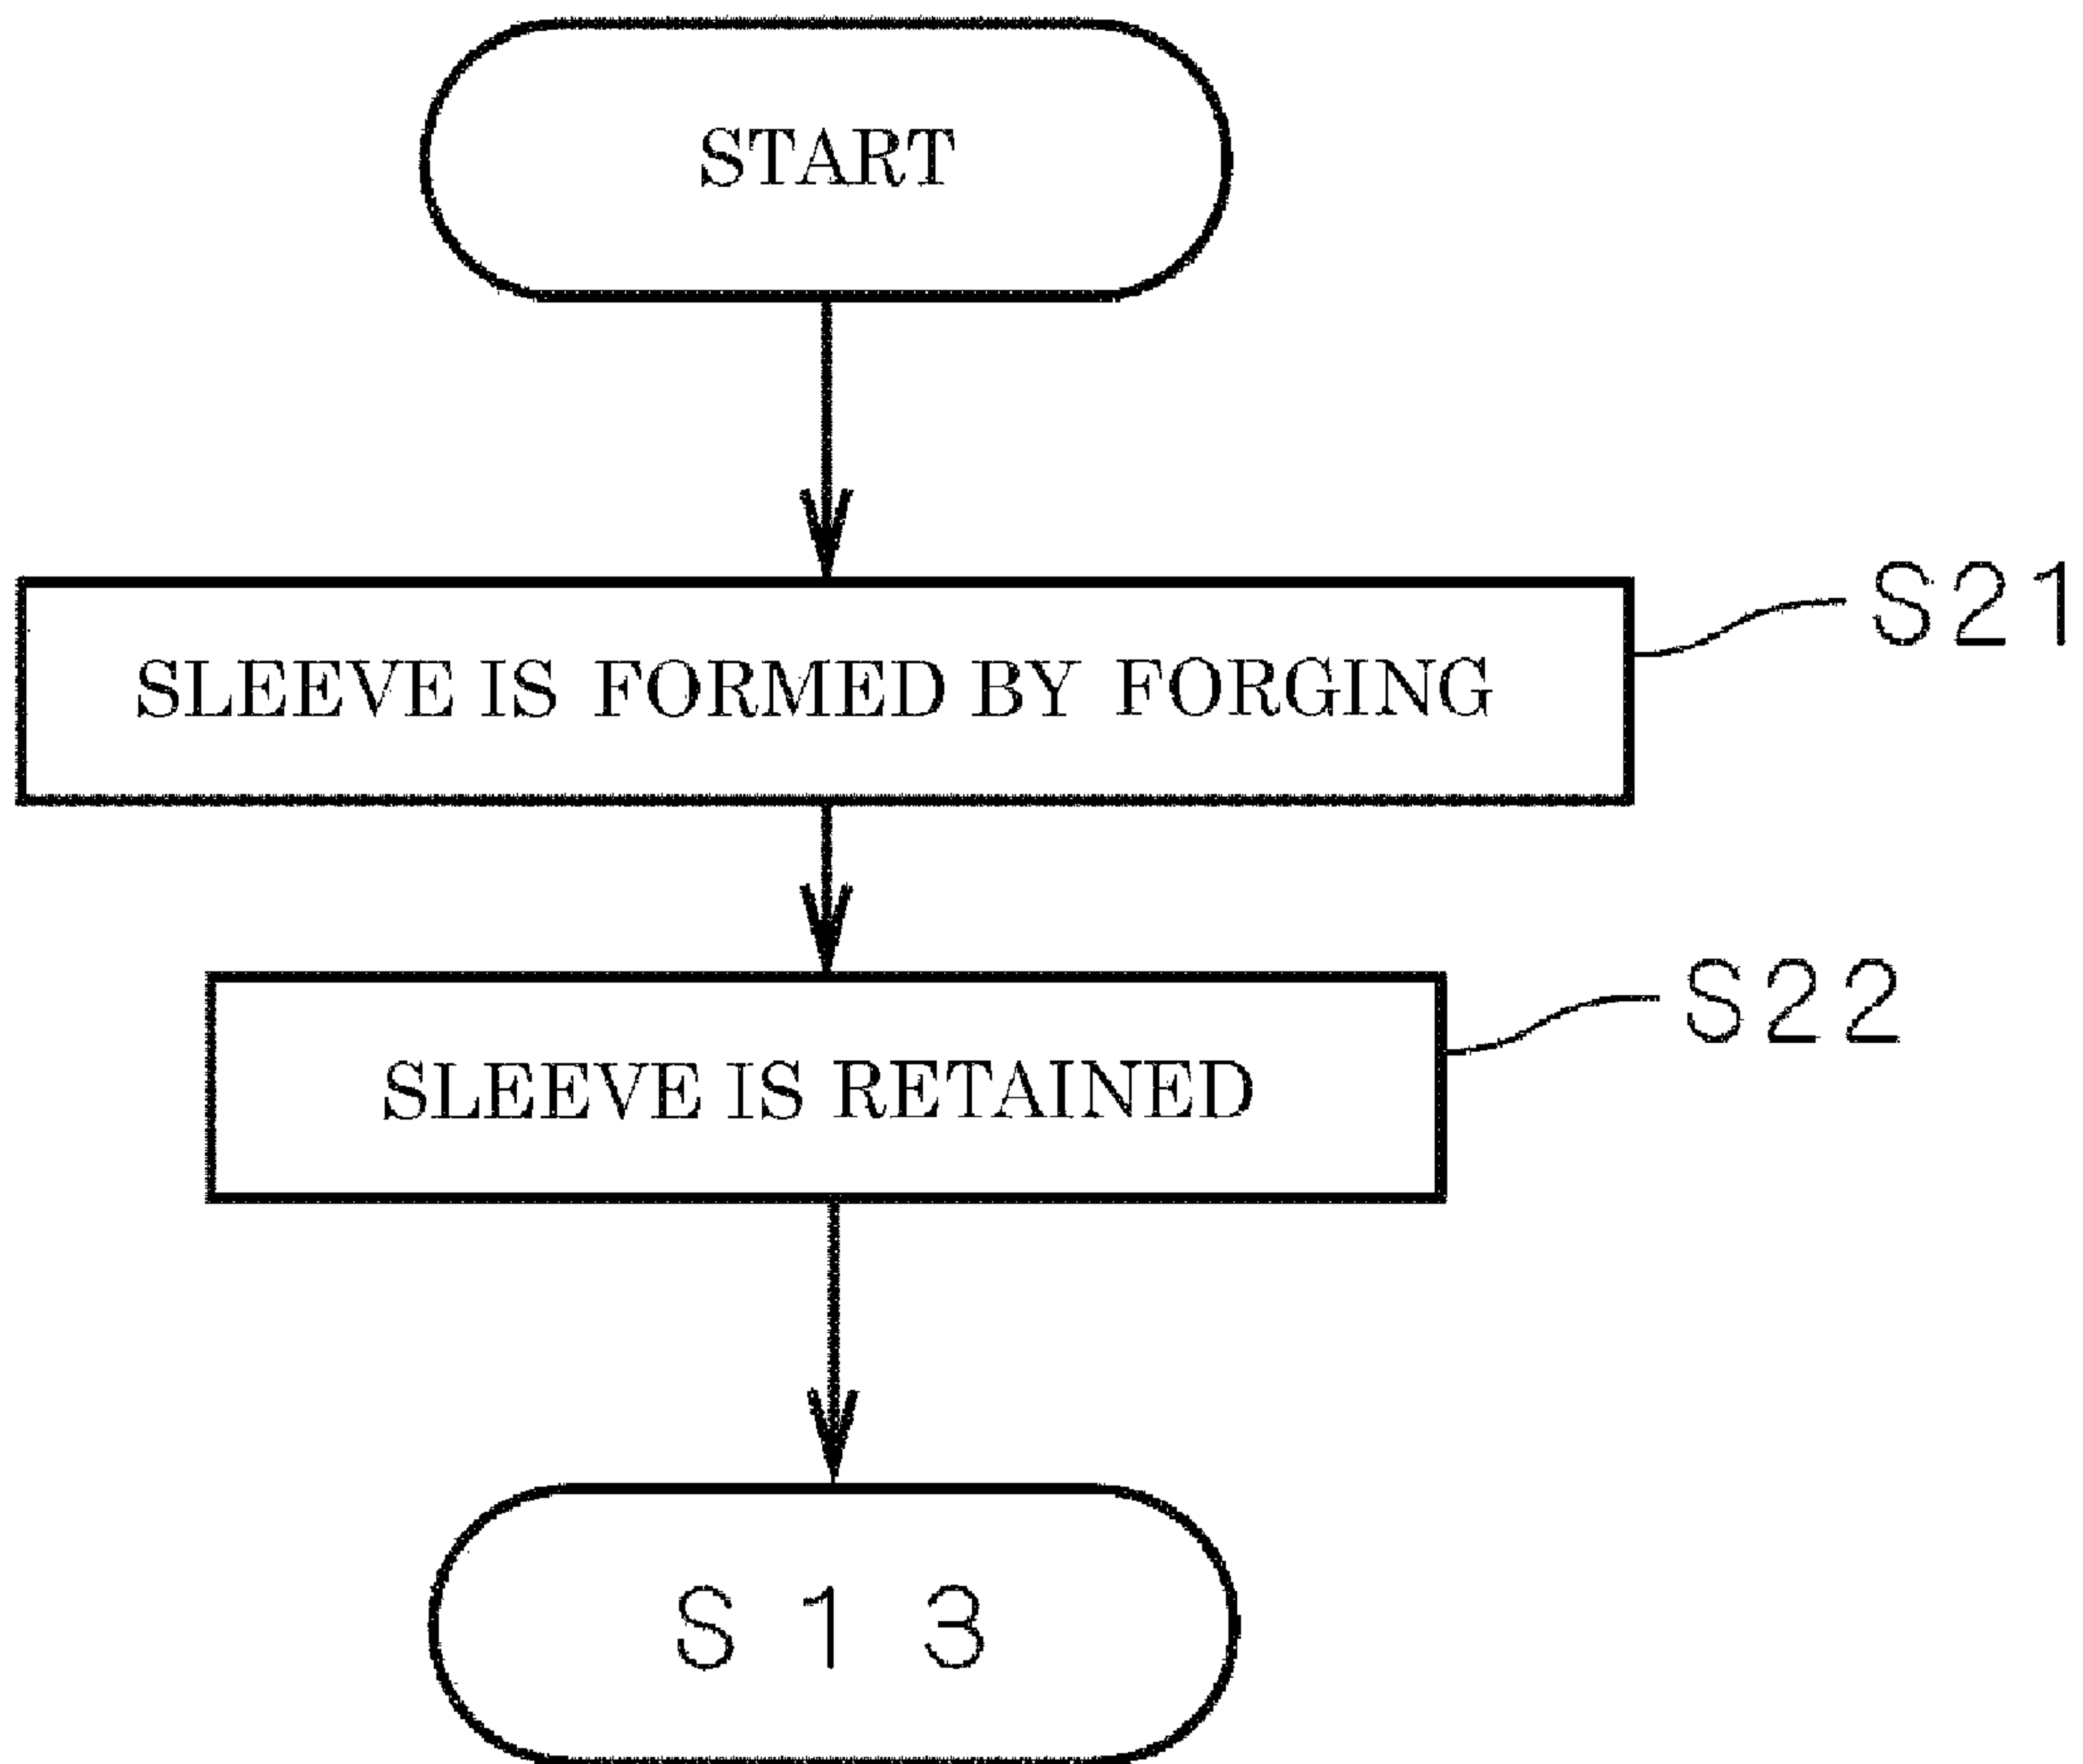 START
S21
SLEEVE IS FORMED BY FORGING
S22
SLEEVE IS RETAINED
S13